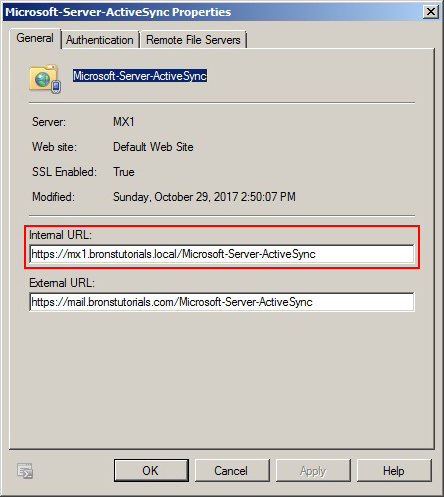 Microsoft-Server-ActiveSync Properties
General Authentication Remote File Servers
Microsoft-Server-ActiveSync
Server: MX1
Web site: Default Web Site
SSL Enabled: True
Modified: Sunday, October 29, 2017 2:50:07 PM
Internal URL:
https://mx1.bronstutorials.local/Microsoft-Server-ActiveSync
External URL:
https://mail.bronstutorials.com/Microsoft-Server-ActiveSync
OK Cancel Apply Help